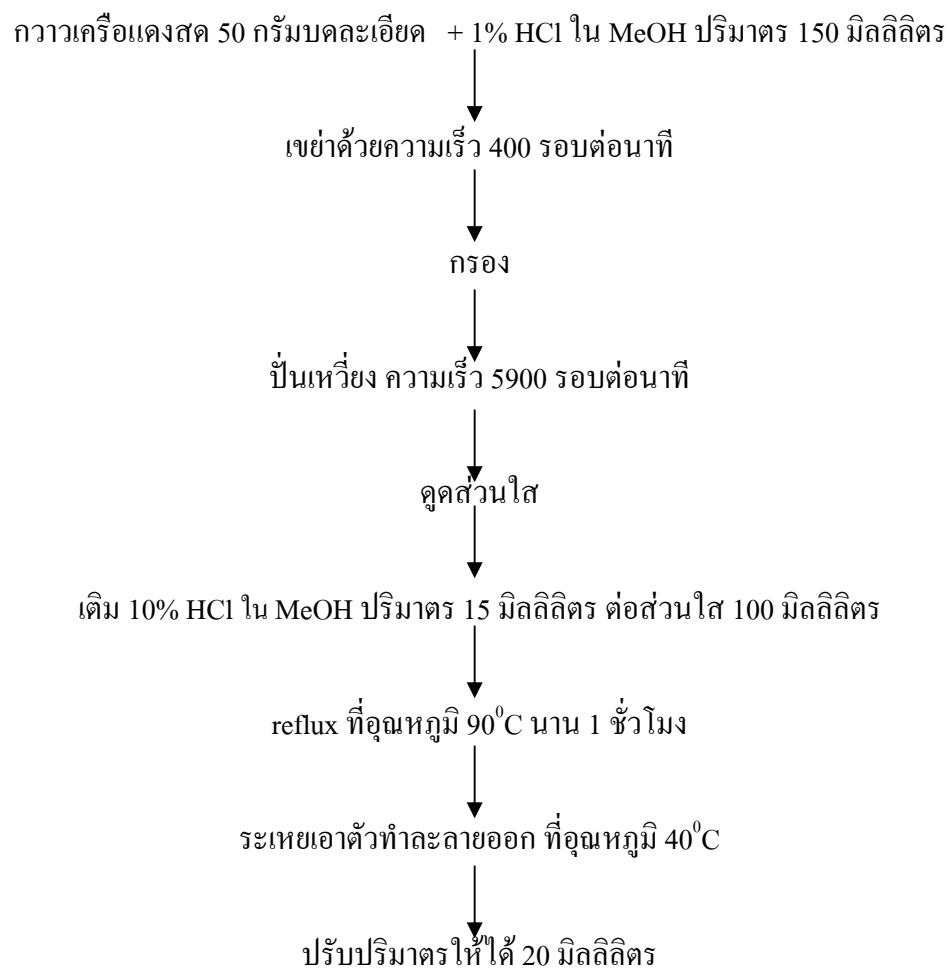 กวาวเครือแดงสด 50 กรัมบดละเอียด + 1% HCl ใน MeOH ปริมาตร 150 มิลลิลิตร
เขย่าด้วยความเร็ว 400 รอบต่อนาที
กรอง
ปั่นเหวี่ยง ความเร็ว 5900 รอบต่อนาที
ดูดส่วนใส
เติม 10% HCl ใน MeOH ปริมาตร 15 มิลลิลิตร ต่อส่วนใส 100 มิลลิลิตร
reflux ที่อุณหภูมิ 90⁰C นาน 1 ชั่วโมง
ระเหยเอาตัวทำละลายออก ที่อุณหภูมิ 40⁰C
ปรับปริมาตรให้ได้ 20 มิลลิลิตร